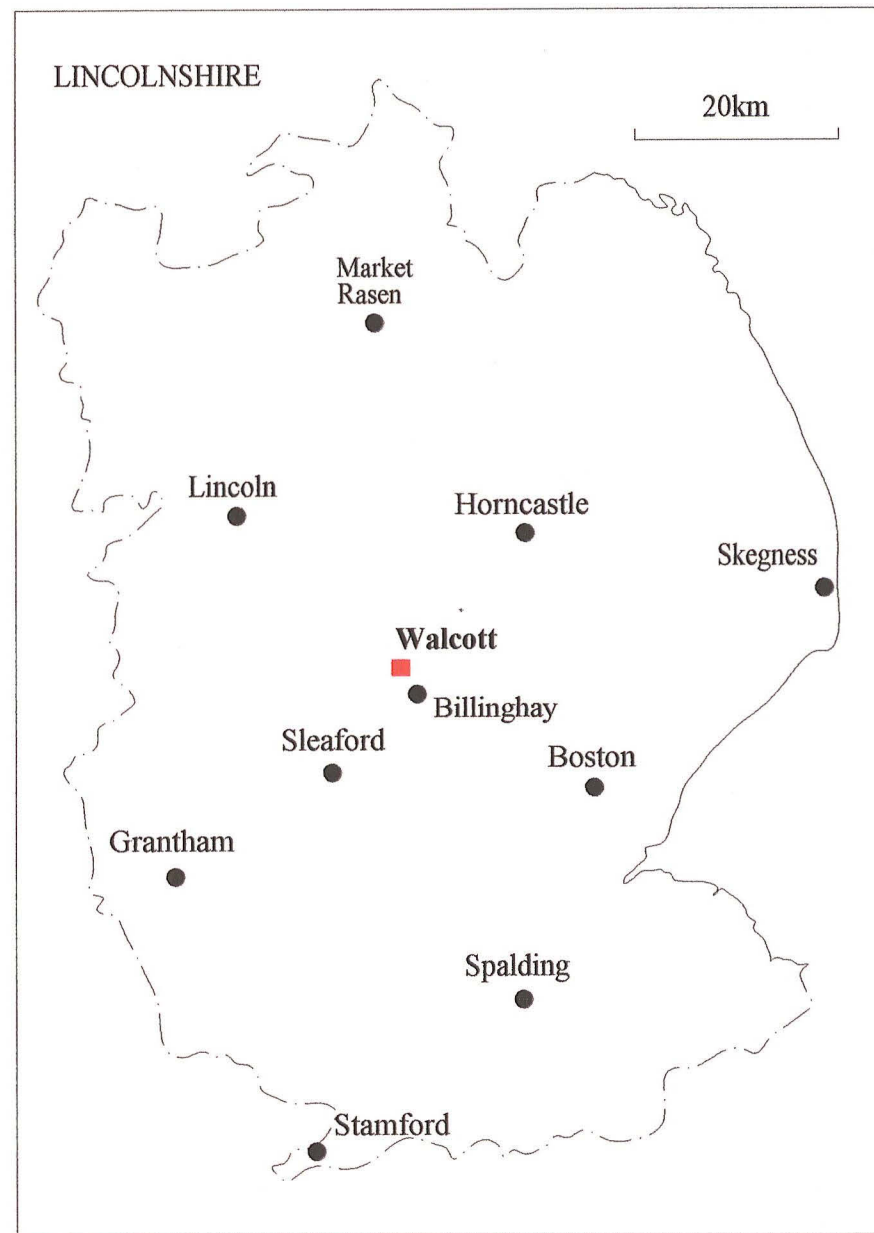 LINCOLNSHIRE
20km
Market
Rasen
Lincoln
Horncastle
Skegness
Walcott
Billinghay
Sleaford
Boston
Grantham
Spalding
Stamford